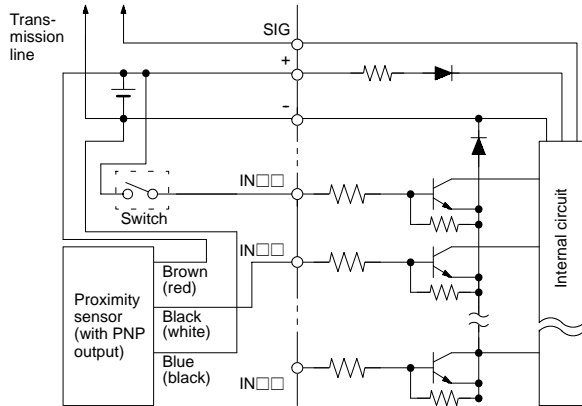 Trans-
mission
line
SIG
+
-
IN□□
Switch
IN□□
Brown
(red)
Proximity
sensor
(with PNP
output)
Black
(white)
Blue
(black)
IN□□
Internal circuit